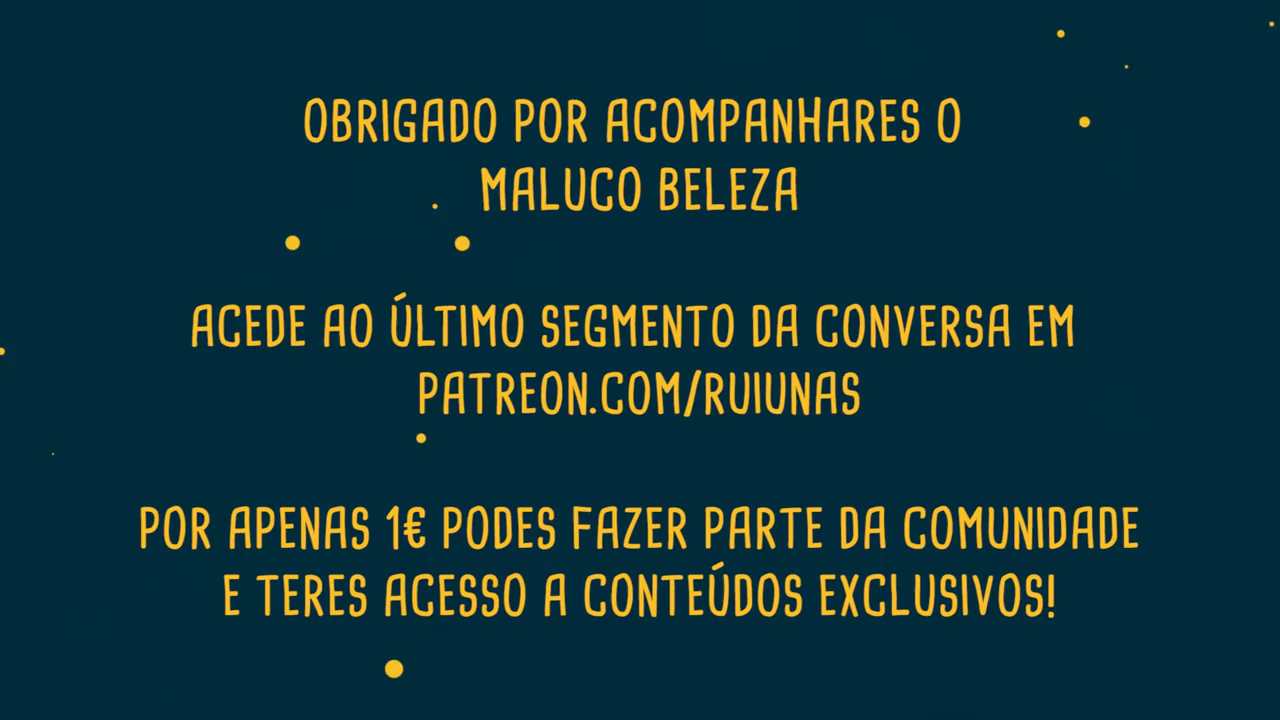 OBRIGADO POR ACOMPANHARES O
MALUCO BELEZA
ACEDE AO ÚLTIMO SEGMENTO DA CONVERSA EM
PATREON.COM/RUIUNAS
POR APENAS 1€ PODES FAZER PARTE DA COMUNIDADE
E TERES ACESSO A CONTEÚDOS EXCLUSIVOS!